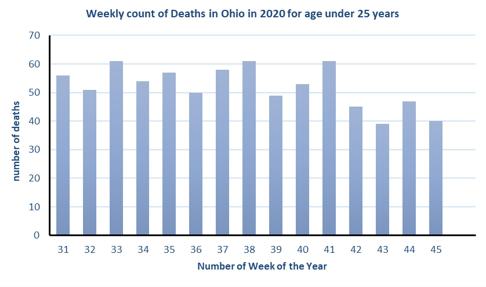 Weekly count of Deaths in Ohio in 2020 for age under 25 years
number of deaths
70
60
50
40
30
20
10
0
31 32 33 34 35 36 37 38 39 40 41 42 43 44 45
Number of Week of the Year